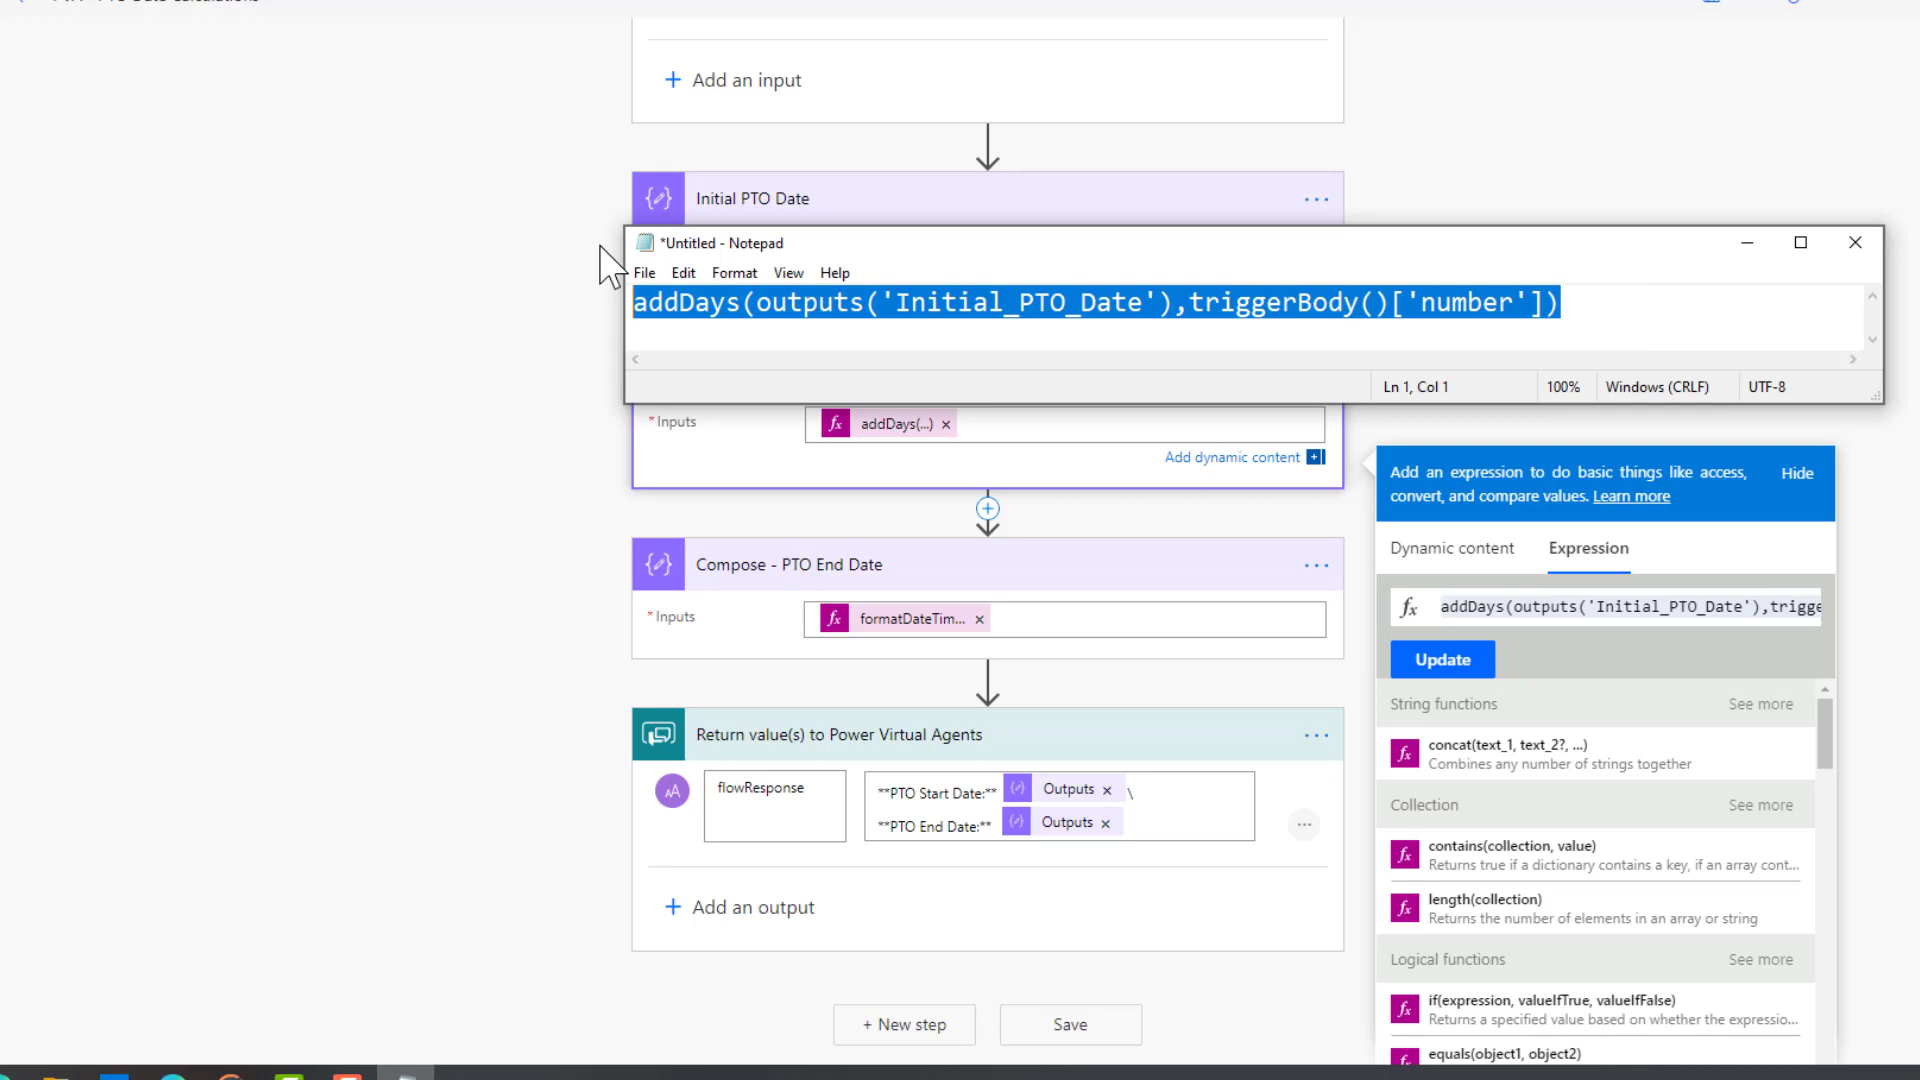 Add an input
Initial PTO Date
*Untitled - Notepad
File Edit Format View Help
addDays(outputs('Initial_PTO_Date'),triggerBody()['number'])
Ln 1, Col 1 100% Windows (CRLF) UTF-8
* Inputs addDays(...) ×
Add dynamic content
Add an expression to do basic things like access,
convert, and compare values. Learn more
Hide
Dynamic content Expression
fx addDays(outputs('Initial_PTO_Date'),trigge
Update
String functions See more
concat(text_1, text_2?, ...)
Combines any number of strings together
Collection See more
contains(collection, value)
Returns true if a dictionary contains a key, if an array cont...
length(collection)
Returns the number of elements in an array or string
Logical functions See more
if(expression, valueIfTrue, valueIfFalse)
Returns a specified value based on whether the expressio...
equals(object1, object2)
Compose - PTO End Date
* Inputs formatDateTim... ×
Return value(s) to Power Virtual Agents
flowResponse
**PTO Start Date:** Outputs × \
**PTO End Date:** Outputs ×
Add an output
+ New step Save